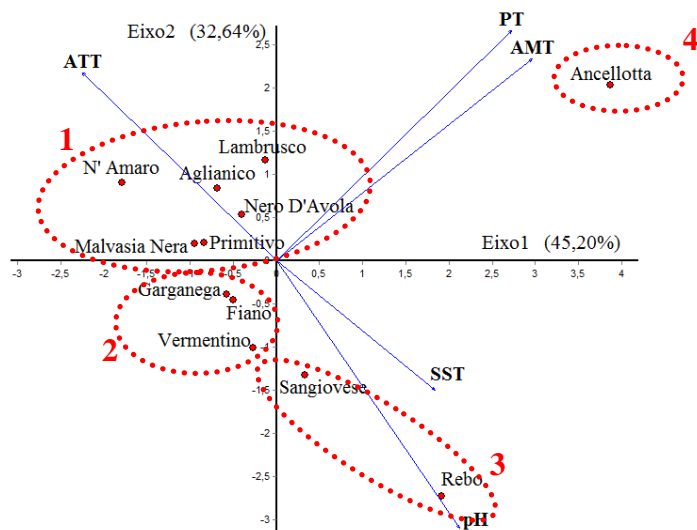 PT
Eixo2 (32,64%)
4
2,5
AMT
ATT
Ancellotta
2
1,5
1
Lambrusco
N' Amaro
Aglianico
1
0,5
Nero D'Avola
Malvasia Nera
Primitivo
Eixo1 (45,20%)
-3 -2,5 -2 -1,5 -1 -0,5 0 0,5 1 1,5 2 2,5 3 3,5 4
Garganega
-0,5
Fiano
Vermentino
-1
2
SST
Sangiovese
-1,5
-2
3
Rebo
-2,5
pH
-3